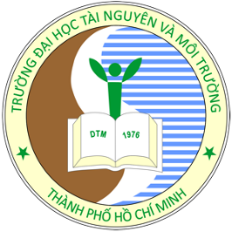 TRƯỜNG ĐẠI HỌC TÀI NGUYÊN VÀ MÔI TRƯỜNG
DTM 1976
THÀNH PHỐ HỒ CHÍ MINH